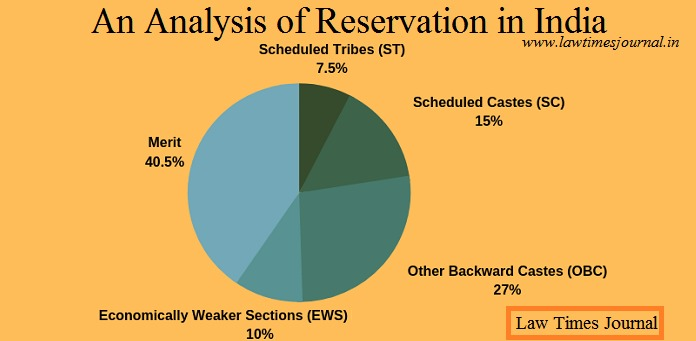 An Analysis of Reservation in India
www.lawtimesjournal.in
Scheduled Tribes (ST)
7.5%
Scheduled Castes (SC)
15%
Merit
40.5%
Other Backward Castes (OBC)
27%
Economically Weaker Sections (EWS)
10%
Law Times Journal